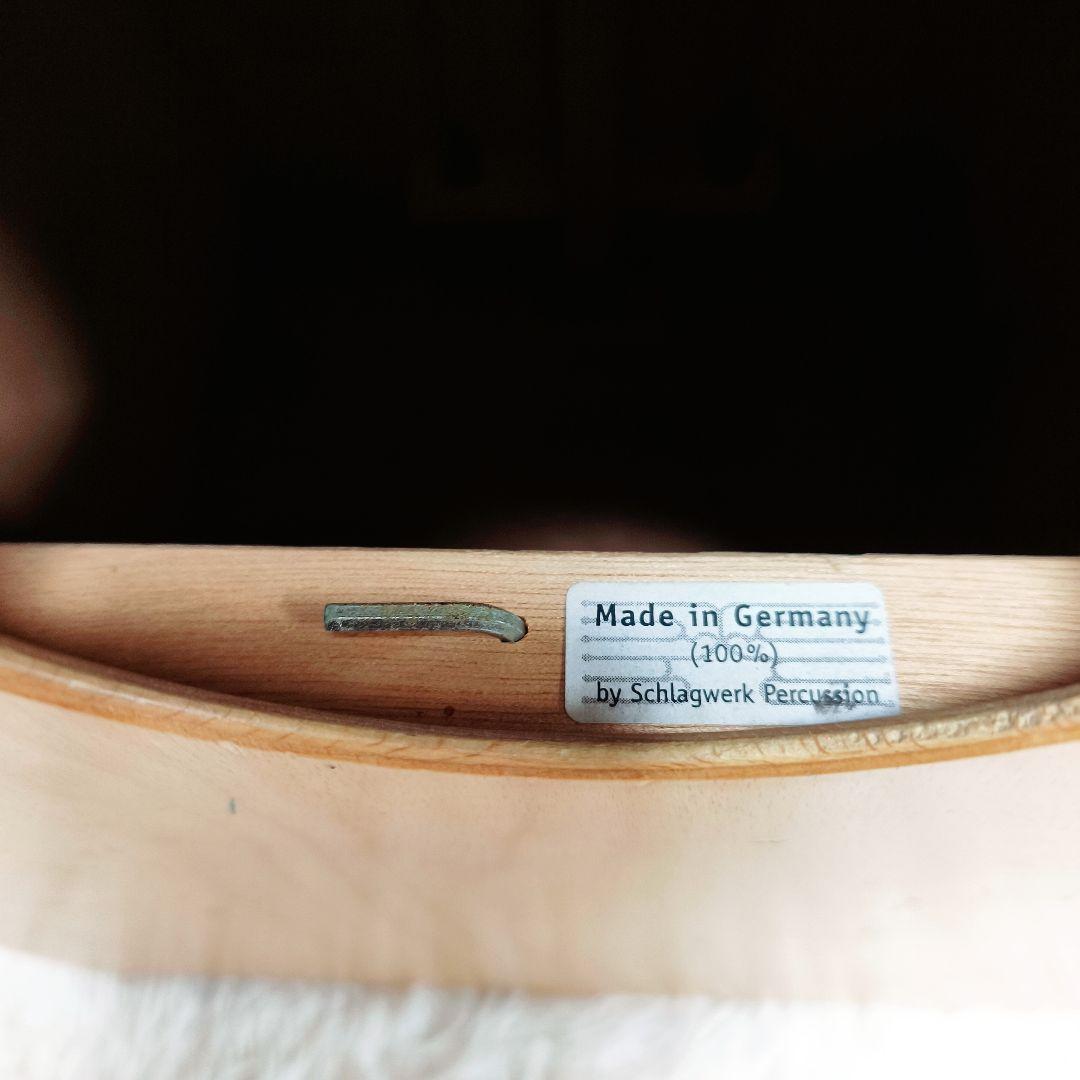 Made in Germany
(100%)
by Schlagwerk Percussion